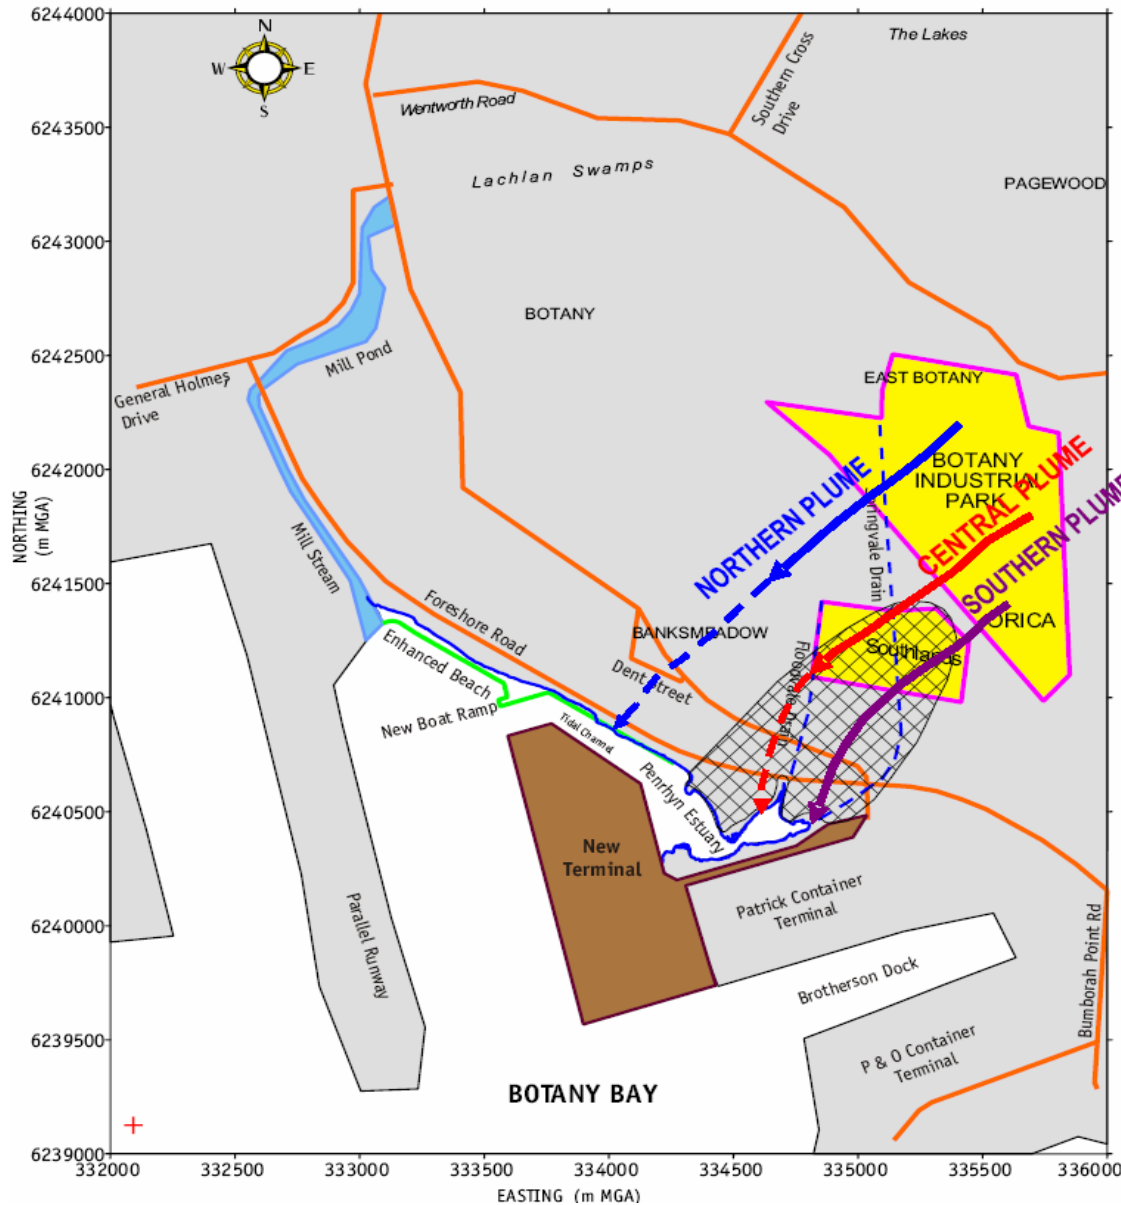 6244000
N
W
E
S
The Lakes
Southern Cross
Drive
6243500
Wentworth Road
Lachlan Swamps
PAGEWOOD
6243000
BOTANY
6242500
Mill Pond
EAST BOTANY
General Holmes
Drive
6242000
BOTANY
INDUSTRIAL
PARK
NORTHERN PLUME
CENTRAL PLUME
SOUTHERN PLUME
NORTHING
(m MGA)
Springvale Drain
Mill Stream
6241500
Foreshore Road
BANKSMEADOW
ORICA
Southlands
Enhanced Beach
Dent Street
Floodvale Drain
6241000
New Boat Ramp
Tidal Channel
Penrhyn Estuary
6240500
New
Terminal
Patrick Container
Terminal
6240000
Parallel Runway
Brotherson Dock
Bumborah Point Rd
6239500
P & O Container
Terminal
BOTANY BAY
6239000
332000
332500
333000
333500
334000
334500
335000
335500
336000
EASTING (m MGA)